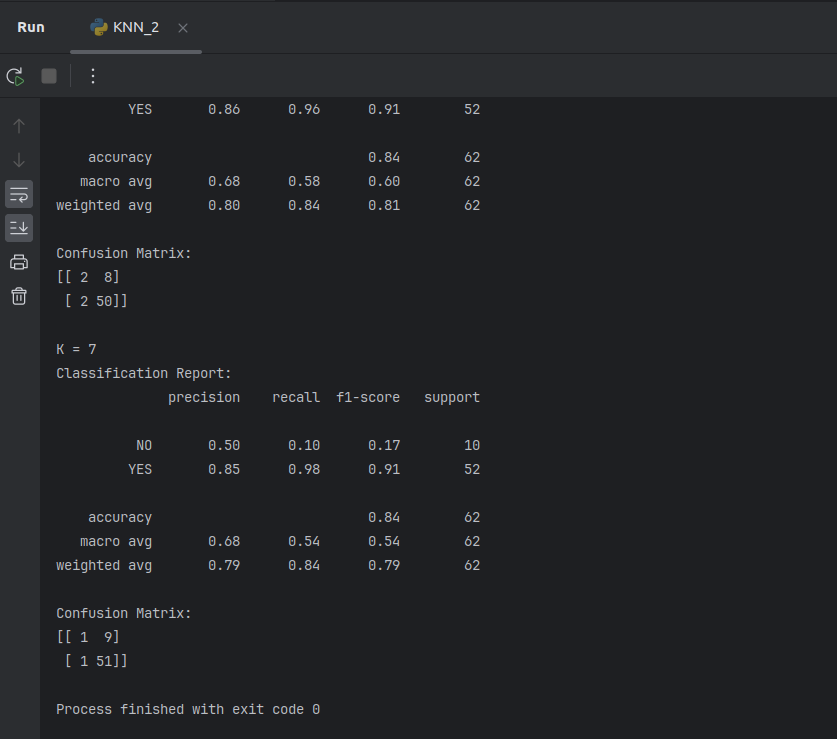 Run KNN_2
YES 0.86 0.96 0.91 52
accuracy 0.84 62
macro avg 0.68 0.58 0.60 62
weighted avg 0.80 0.84 0.81 62
Confusion Matrix:
[[ 2  8]
 [ 2 50]]
K = 7
Classification Report:
precision recall f1-score support
NO 0.50 0.10 0.17 10
YES 0.85 0.98 0.91 52
accuracy 0.84 62
macro avg 0.68 0.54 0.54 62
weighted avg 0.79 0.84 0.79 62
Confusion Matrix:
[[ 1  9]
 [ 1 51]]
Process finished with exit code 0